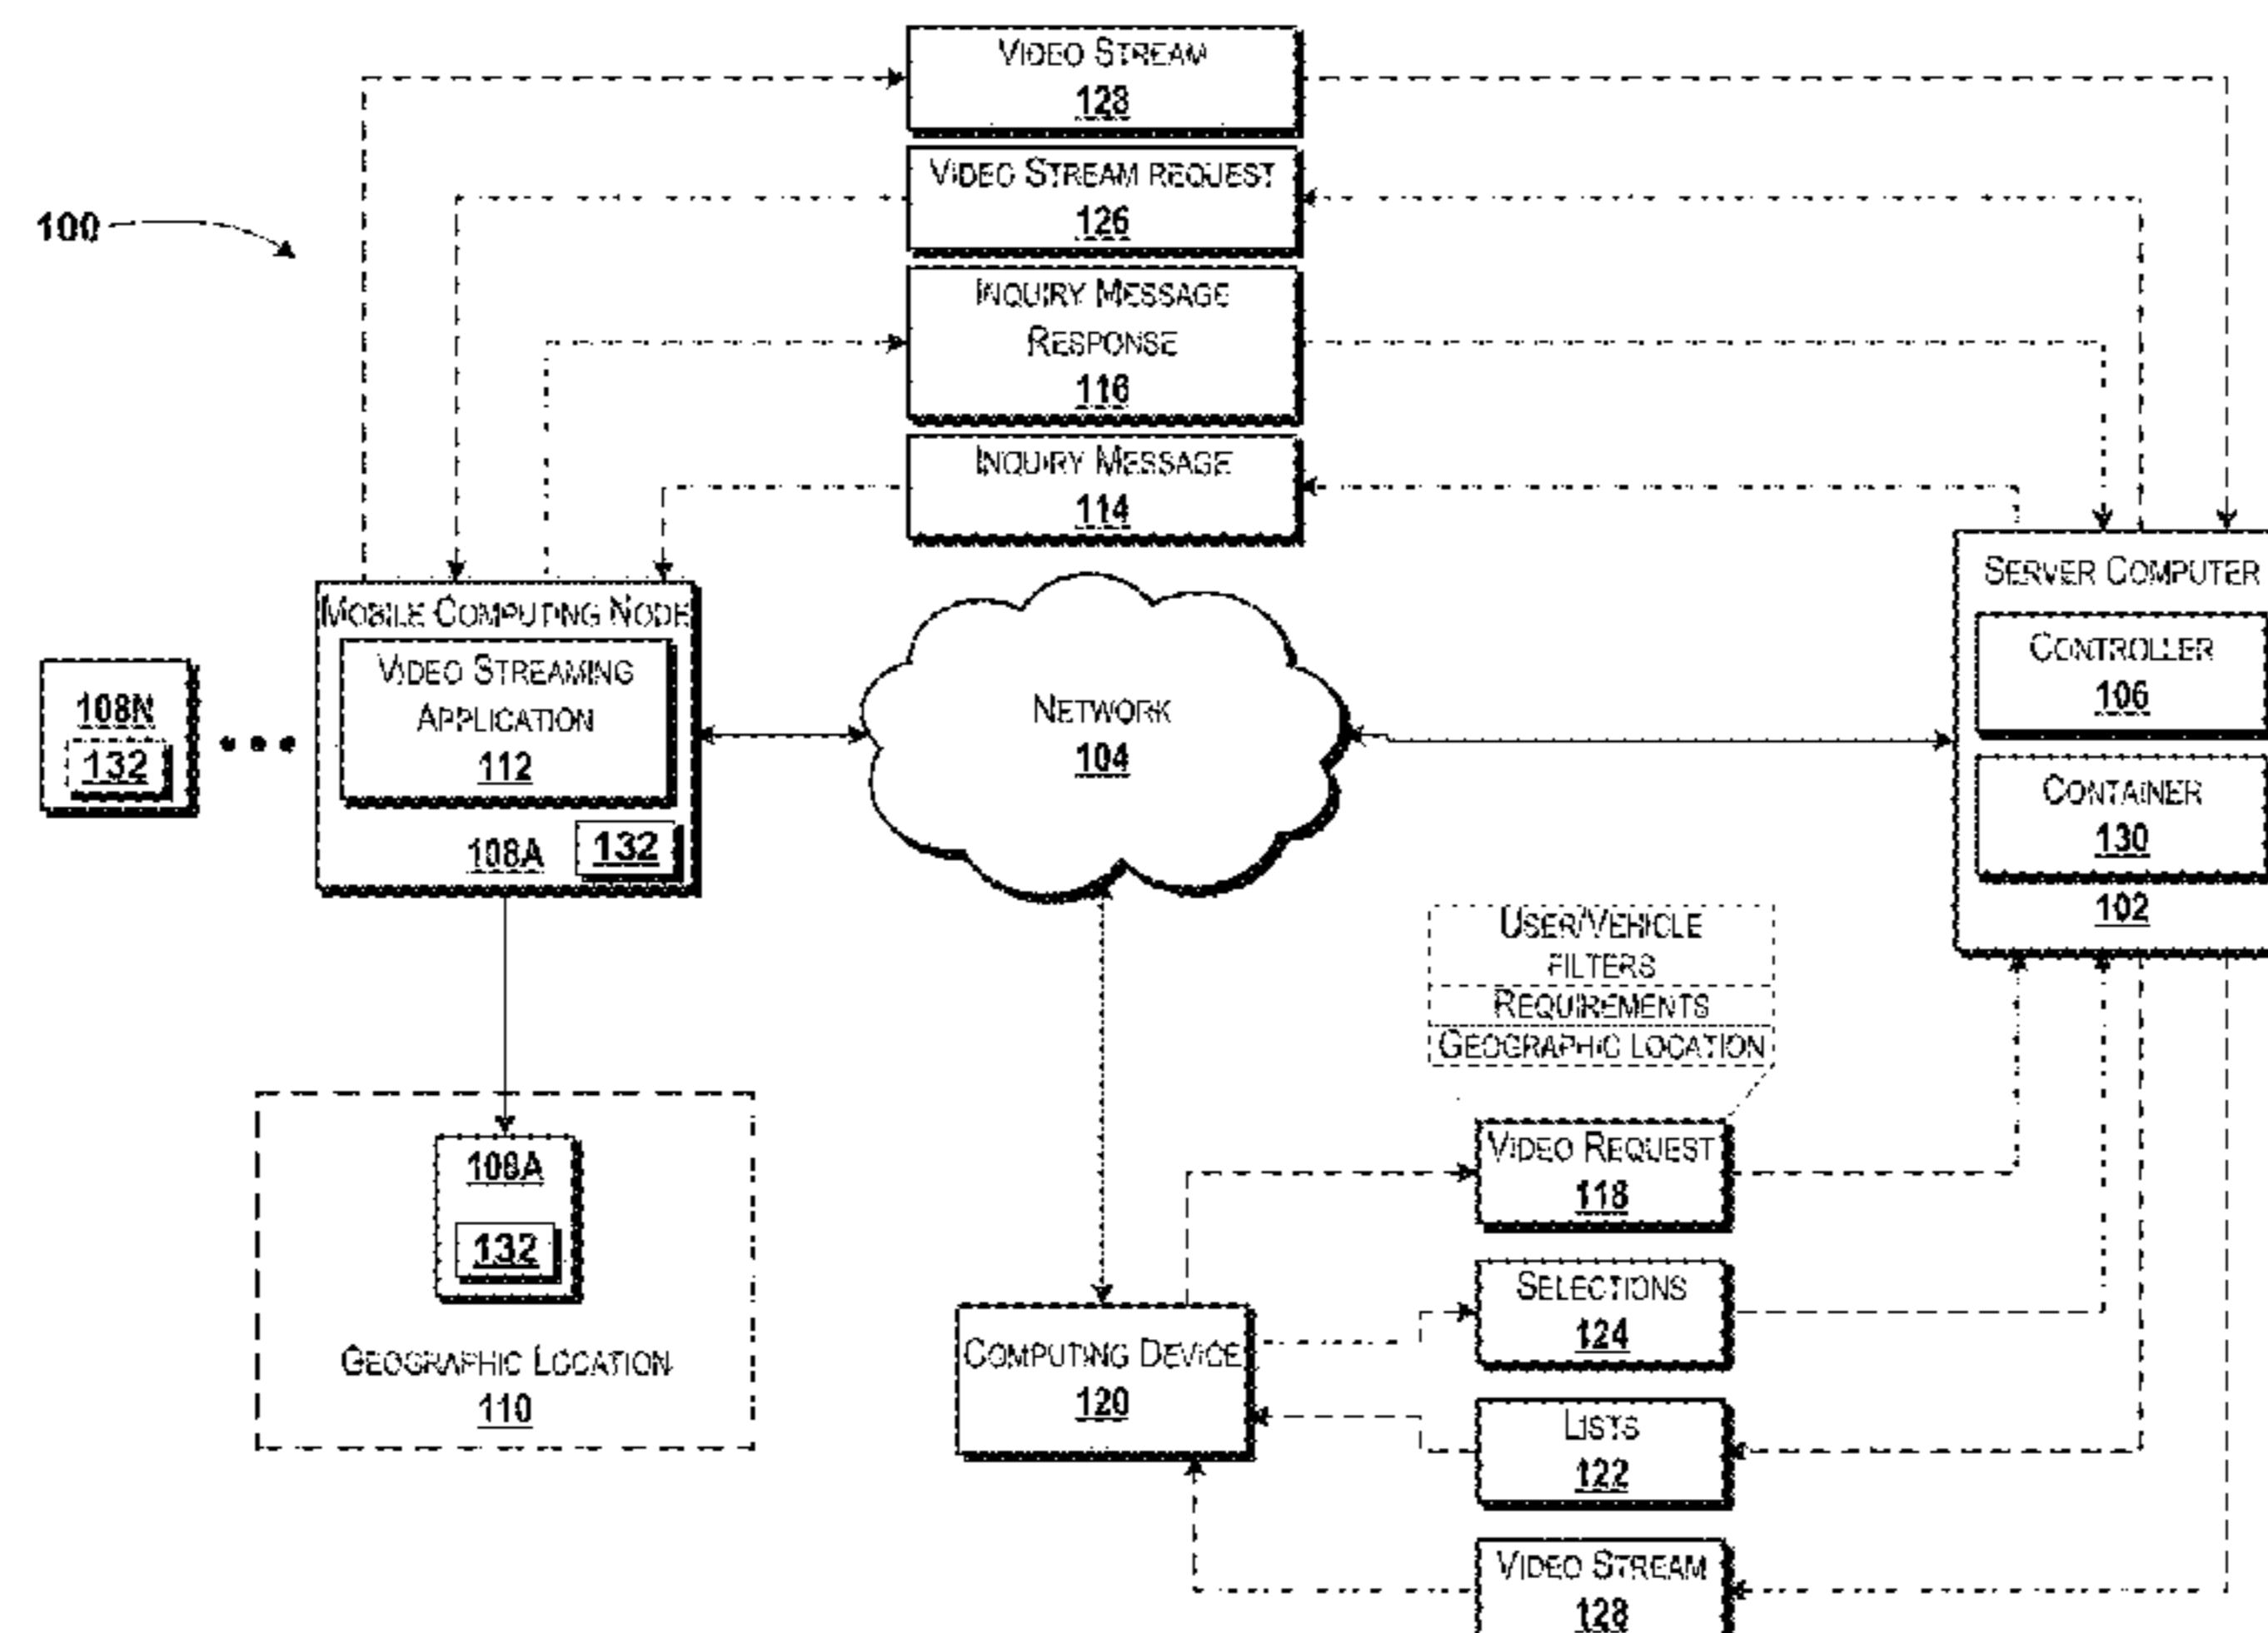 VIDEO STREAM
128
VIDEO STREAM REQUEST
126
100
INQUIRY MESSAGE
RESPONSE
116
INQUIRY MESSAGE
114
SERVER COMPUTER
CONTROLLER
106
CONTAINER
130
102
MOBILE COMPUTING NODE
VIDEO STREAMING
APPLICATION
112
108A
132
108N
132
NETWORK
104
USER/VEHICLE
FILTERS
REQUIREMENTS
GEOGRAPHIC LOCATION
108A
132
GEOGRAPHIC LOCATION
110
VIDEO REQUEST
118
SELECTIONS
124
COMPUTING DEVICE
120
LISTS
122
VIDEO STREAM
128